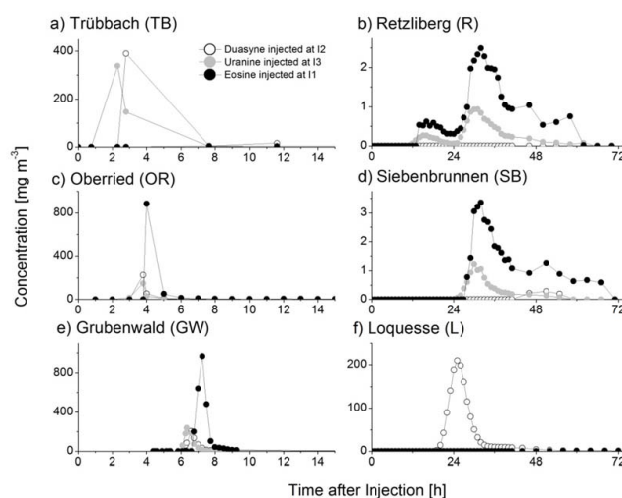 a) Trübbach (TB)
400
200
0
Duasyne injected at I2
Uranine injected at I3
Eosine injected at I1
0 2 4 6 8 10 12 14
b) Retzliberg (R)
3
2
1
0
0 24 48 72
c) Oberried (OR)
800
400
0
0 2 4 6 8 10 12 14
d) Siebenbrunnen (SB)
3
2
1
0
0 24 48 72
e) Grubenwald (GW)
800
400
0
0 2 4 6 8 10 12 14
f) Loquesse (L)
200
100
0
0 24 48 72
Concentration [mg m⁻³]
Time after Injection [h]